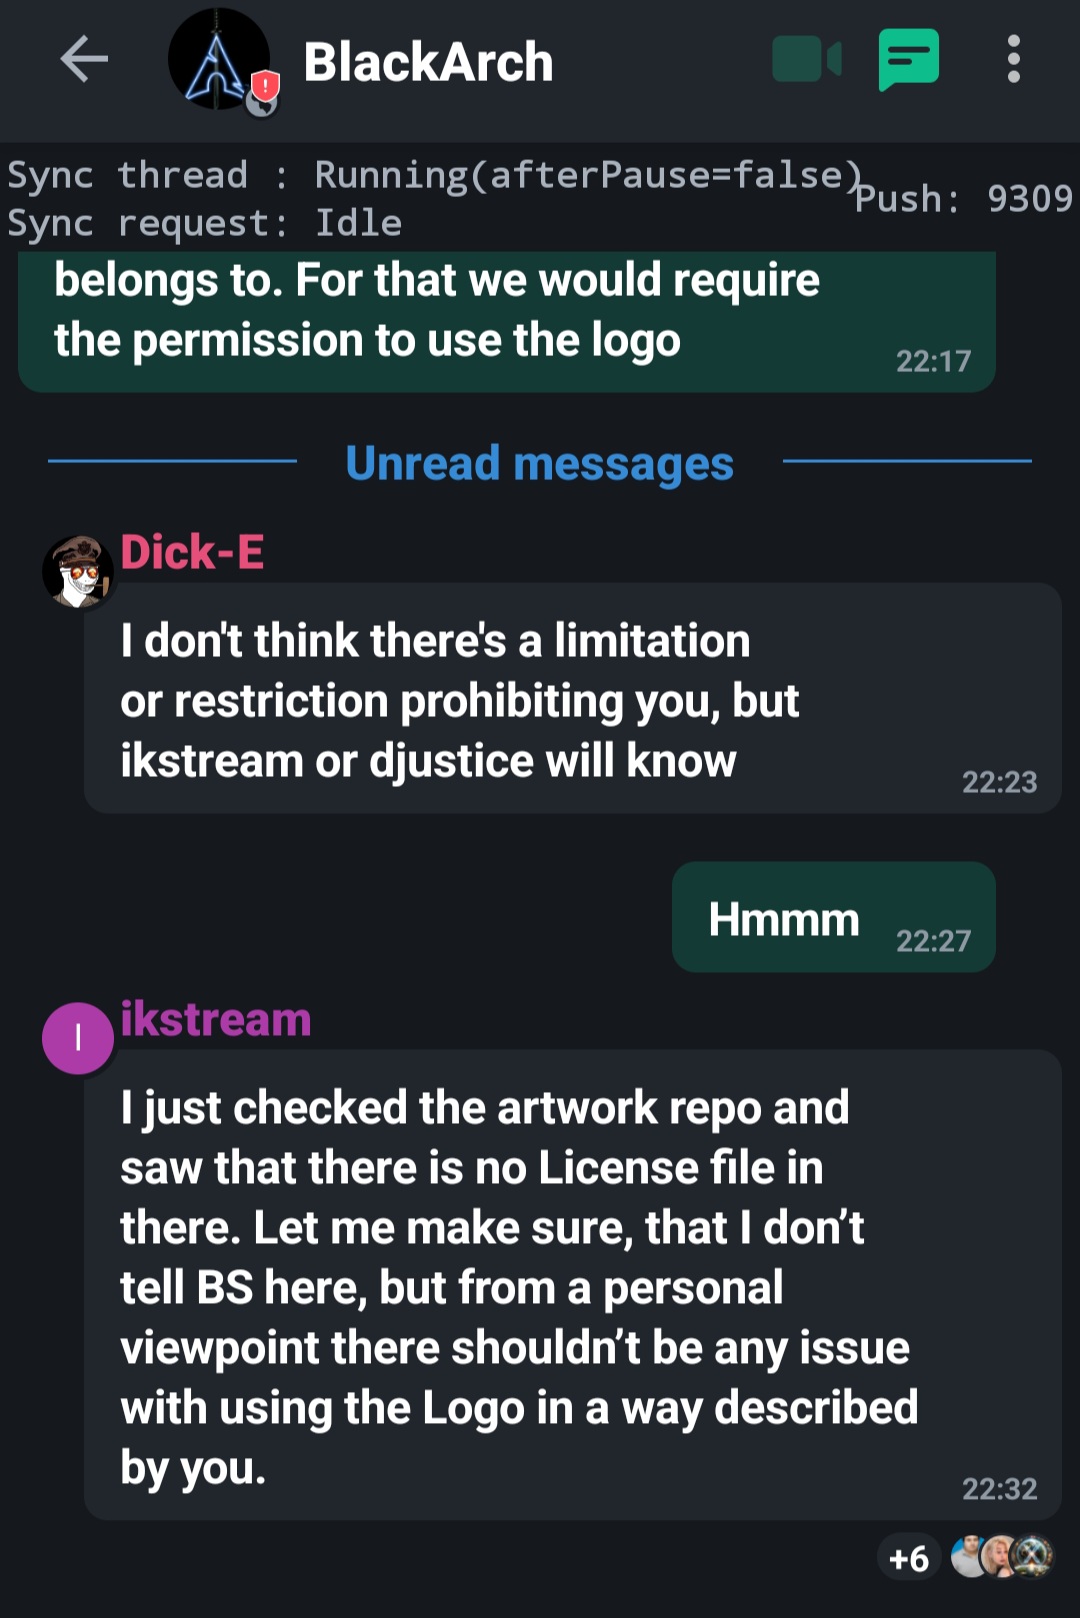 BlackArch
Sync thread : Running(afterPause=false)
Sync request: Idle
Push: 9309
belongs to. For that we would require
the permission to use the logo
22:17
Unread messages
Dick-E
I don't think there's a limitation
or restriction prohibiting you, but
ikstream or djustice will know
22:23
Hmmm
22:27
I
ikstream
I just checked the artwork repo and
saw that there is no License file in
there. Let me make sure, that I don’t
tell BS here, but from a personal
viewpoint there shouldn’t be any issue
with using the Logo in a way described
by you.
22:32
+6